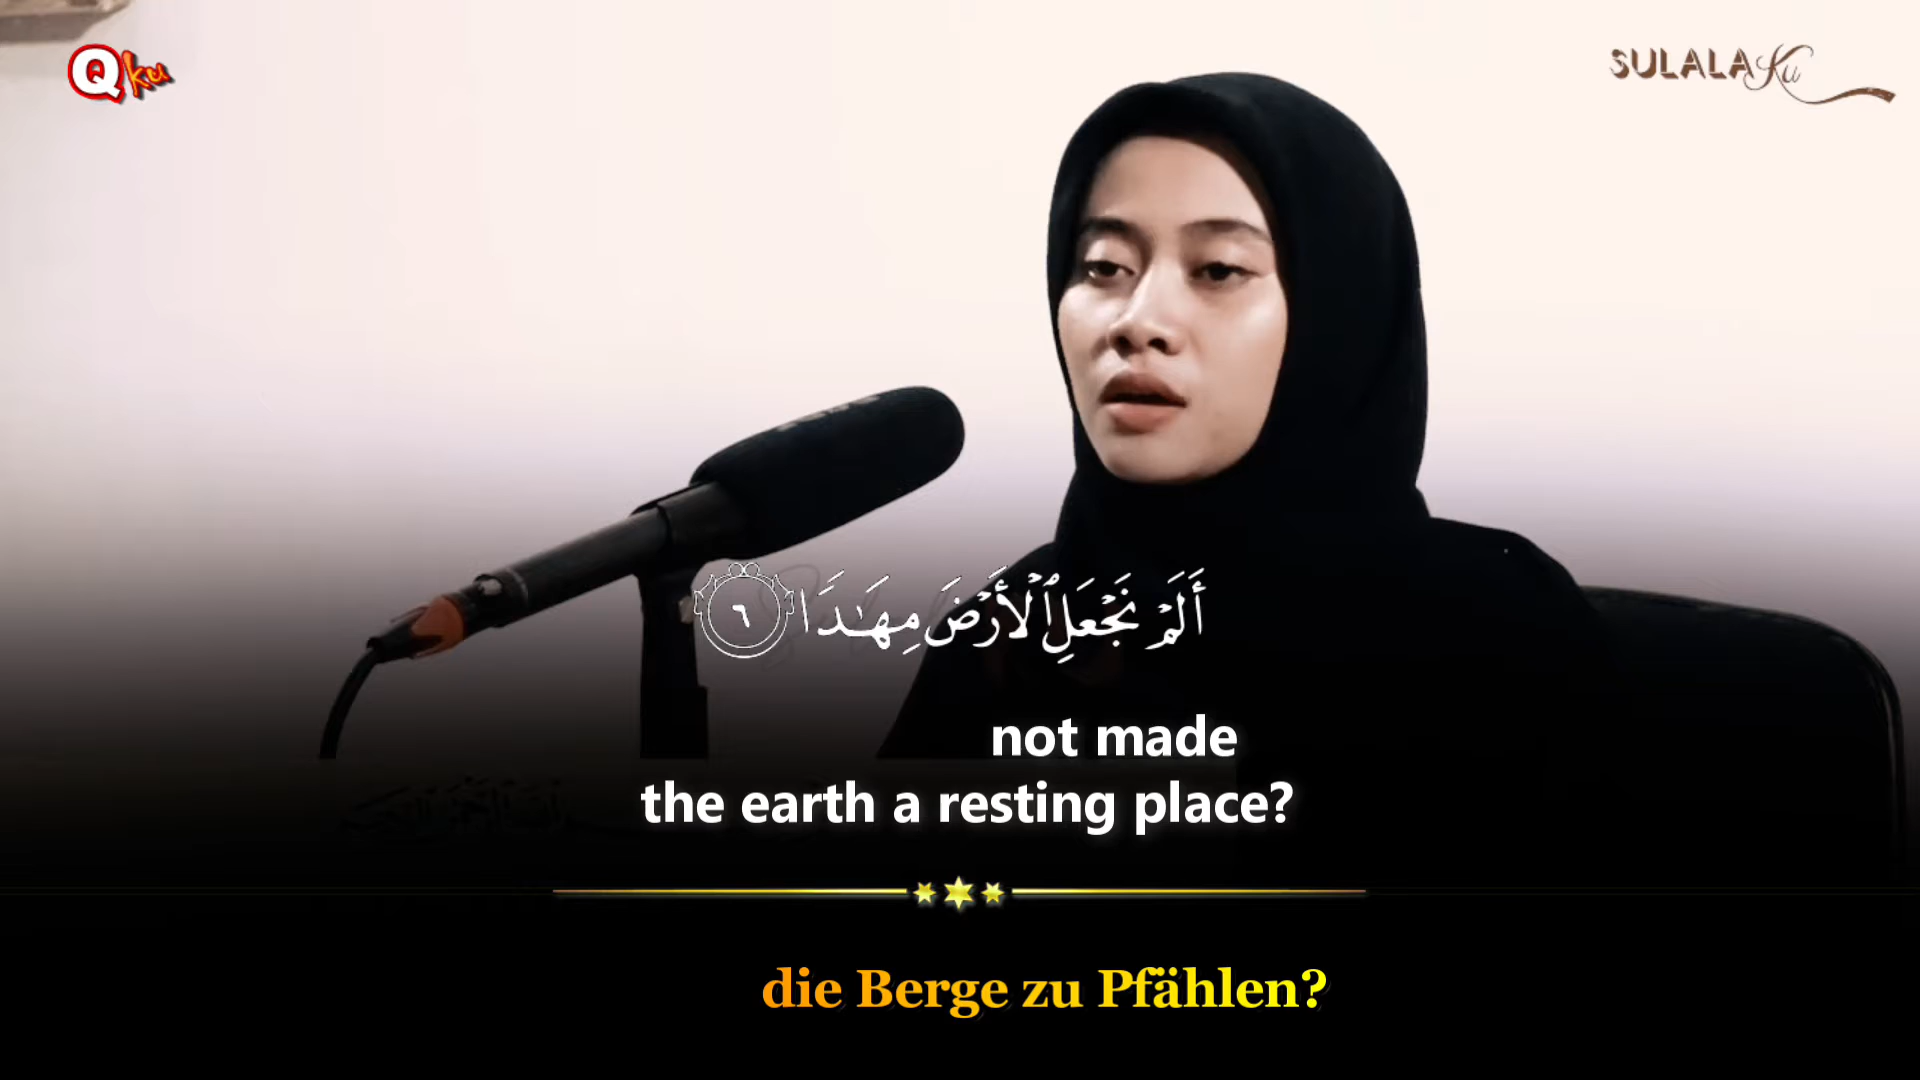 Qku
SULALAKu
أَلَمْ نَجْعَلِ ٱلْأَرْضَ مِهَـٰدًا ٦
not made
the earth a resting place?
die Berge zu Pfählen?